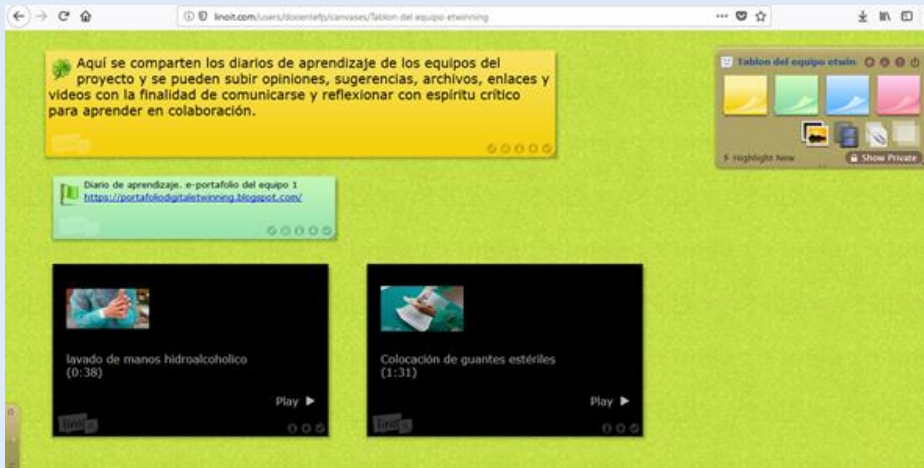 linoit.com/users/docentefp/canvases/Tablon del equipo etwinning
Aquí se comparten los diarios de aprendizaje de los equipos del
proyecto y se pueden subir opiniones, sugerencias, archivos, enlaces y
videos con la finalidad de comunicarse y reflexionar con espíritu crítico
para aprender en colaboración.
Tablon del equipo etwin
Highlight New
Show Private
Diario de aprendizaje. e-portafolio del equipo 1
https://portafoliodigitaletwinning.blogspot.com/
lavado de manos hidroalcoholico
(0:38)
Play
Colocación de guantes estériles
(1:31)
Play